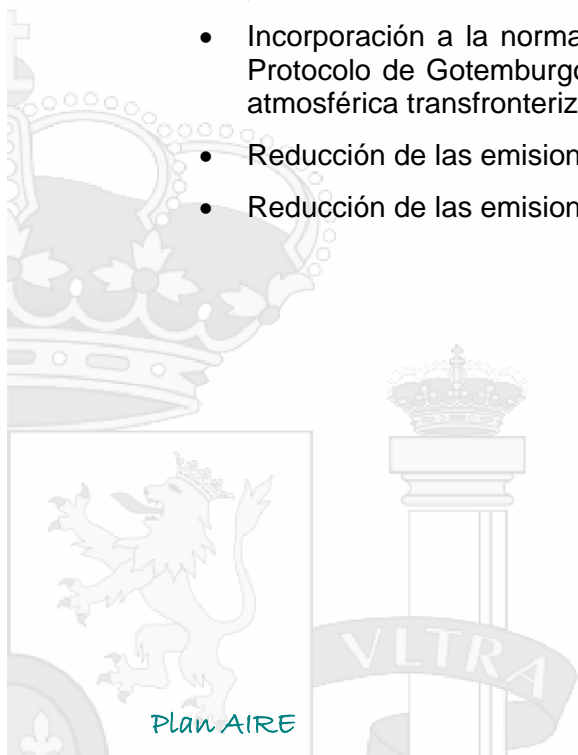 • Incorporación a la norma
Protocolo de Gotemburgo
atmosférica transfronteriz
• Reducción de las emision
• Reducción de las emision
VLTRA
Plan AIRE